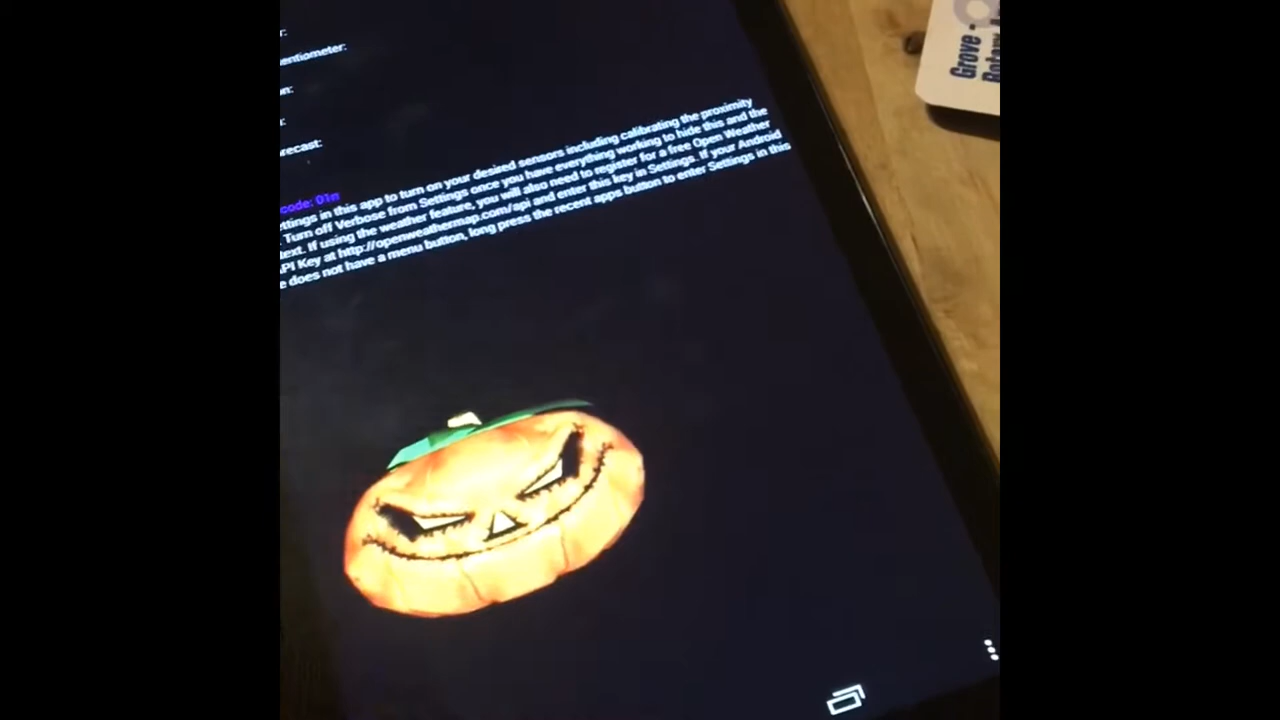 r:
entiometer:
on:
n:
recast:
code: 01n
ettings in this app to turn on your desired sensors including calibrating the proximity
. Turn off Verbose from Settings once you have everything working to hide this and the
text. If using the weather feature, you will also need to register for a free Open Weather
API Key at http://openweathermap.com/api and enter this key in Settings. If your Android
e does not have a menu button, long press the recent apps button to enter Settings in this
Grove -
Rotary